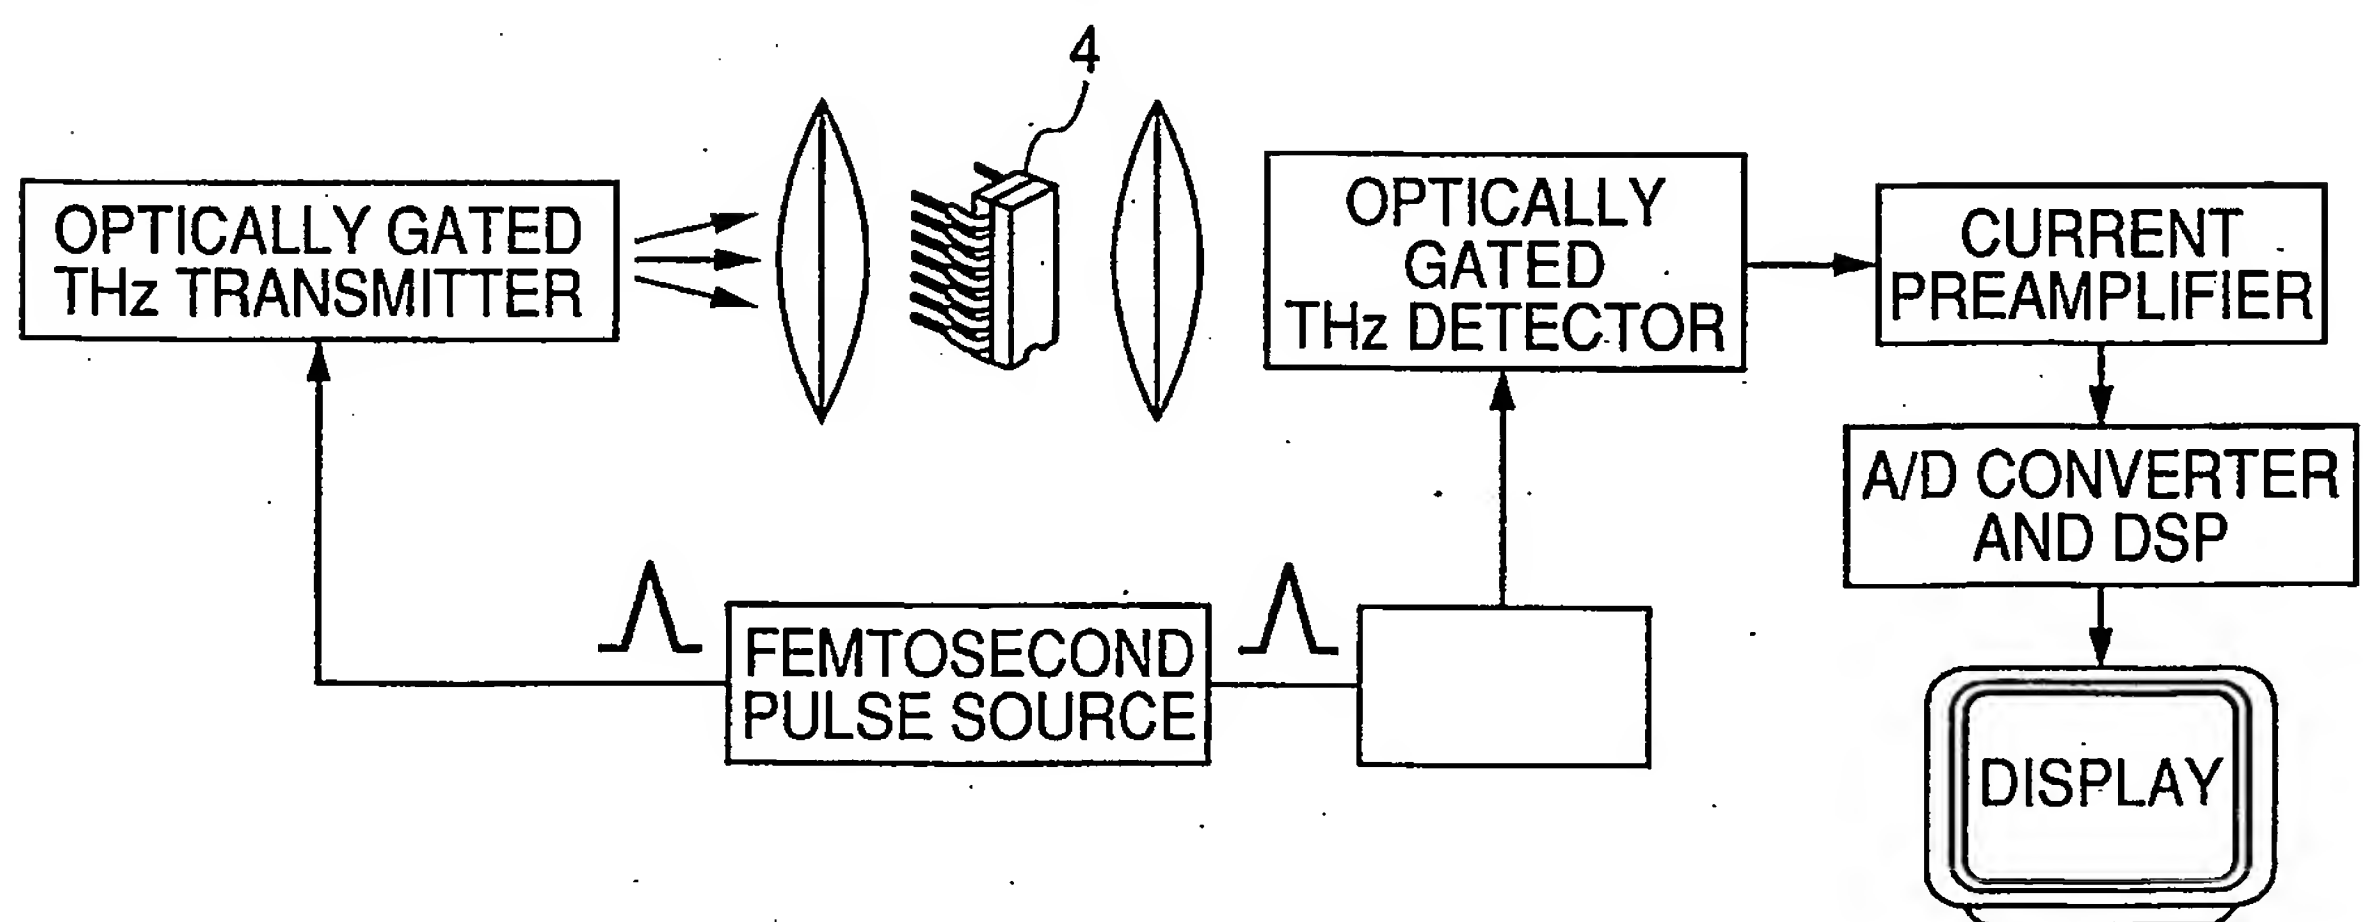 4
OPTICALLY GATED
THz TRANSMITTER
OPTICALLY
GATED
THz DETECTOR
CURRENT
PREAMPLIFIER
A/D CONVERTER
AND DSP
FEMTOSECOND
PULSE SOURCE
DISPLAY